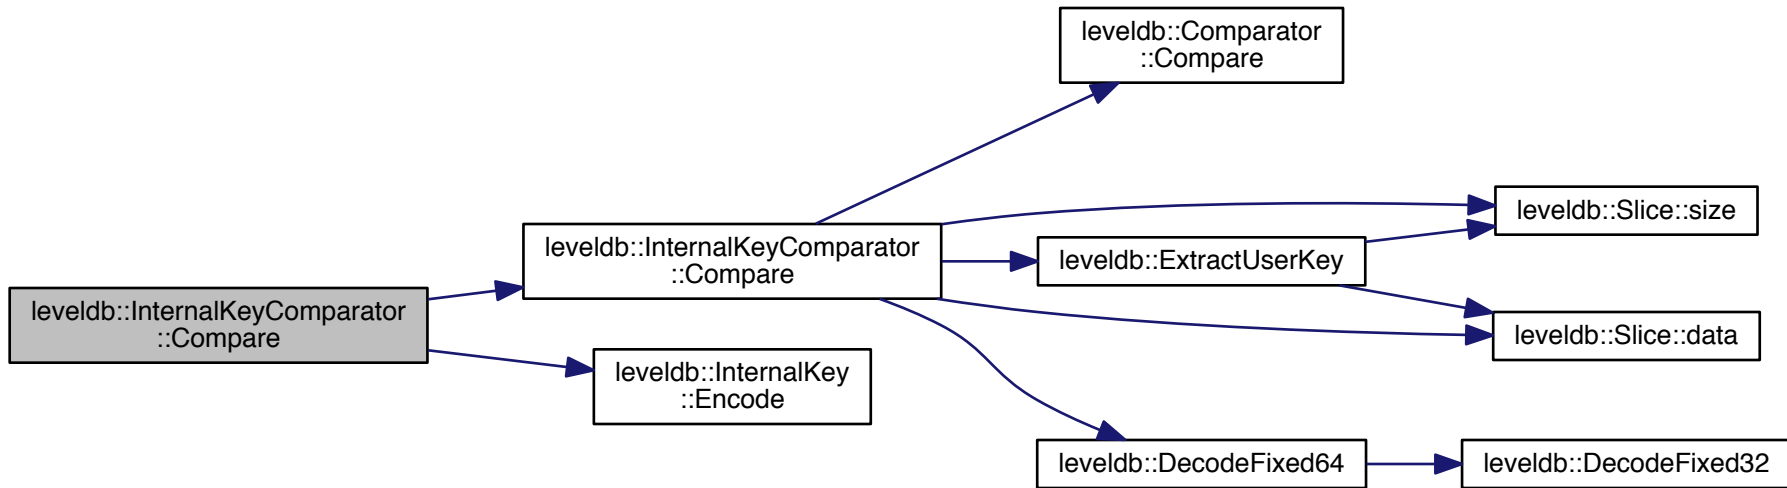 leveldb::Comparator
::Compare
leveldb::Slice::size
leveldb::InternalKeyComparator
::Compare
leveldb::ExtractUserKey
leveldb::InternalKeyComparator
::Compare
leveldb::Slice::data
leveldb::InternalKey
::Encode
leveldb::DecodeFixed64
leveldb::DecodeFixed32